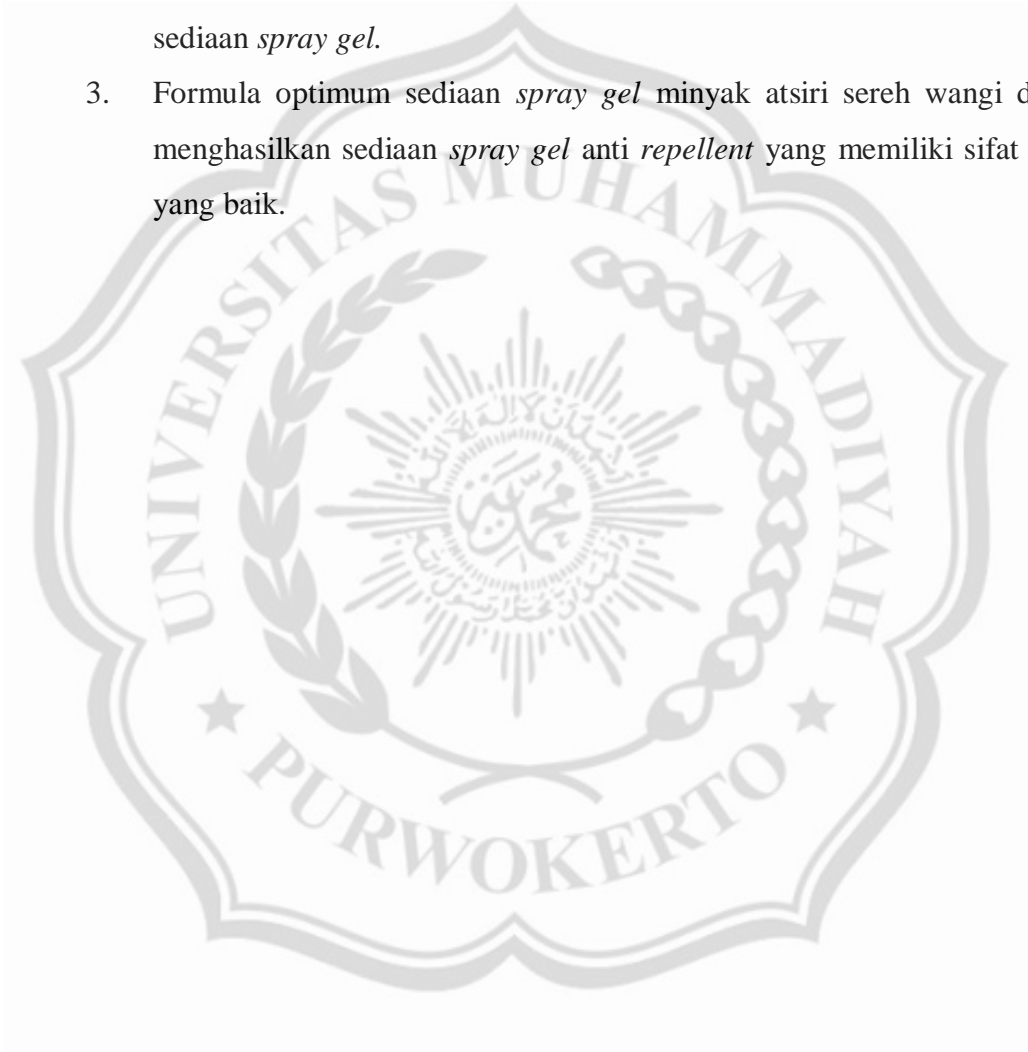 sediaan spray gel.
3. Formula optimum sediaan spray gel minyak atsiri sereh wangi d
menghasilkan sediaan spray gel anti repellent yang memiliki sifat
yang baik.
UNIVERSITAS MUHAMMADIYAH
PURWOKERTO